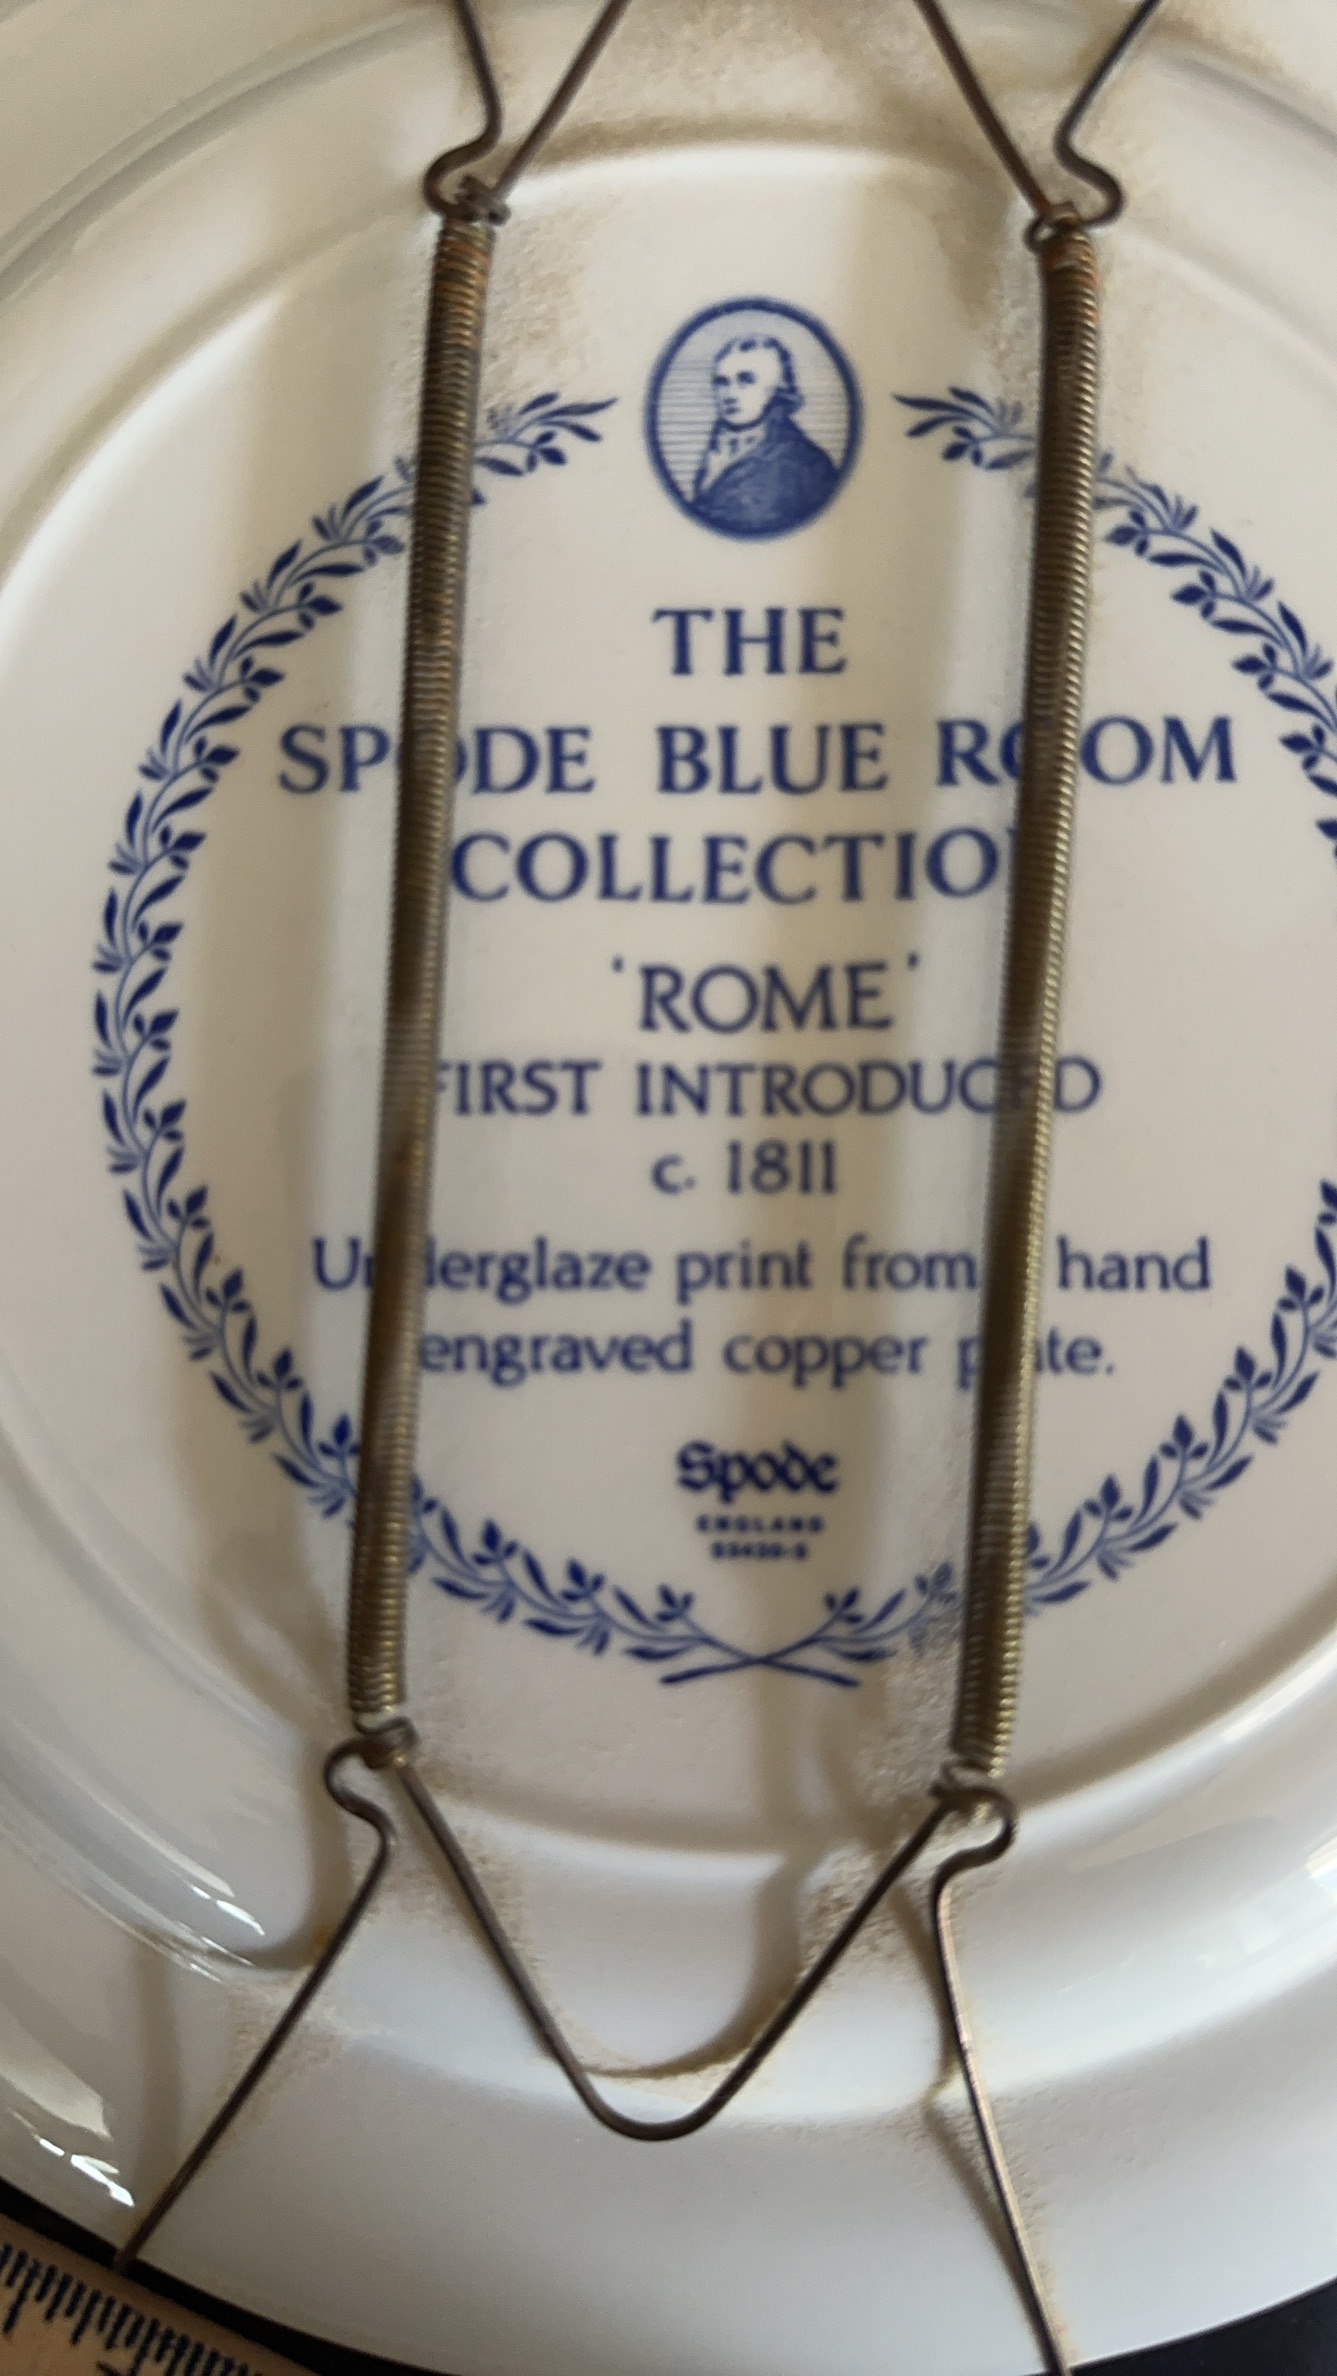 THE
SPODE BLUE ROOM
COLLECTION
'ROME'
FIRST INTRODUCED
c. 1811
Underglaze print from hand
engraved copper plate.
Spode
ENGLAND